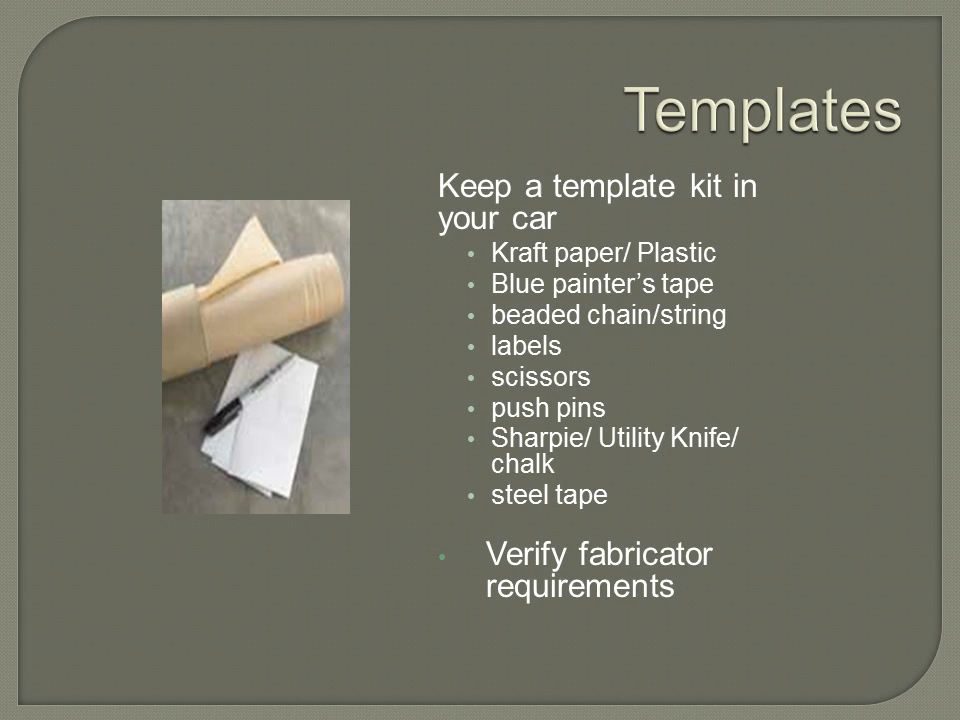 Templates
Keep a template kit in
your car
• Kraft paper/ Plastic
• Blue painter’s tape
• beaded chain/string
• labels
• scissors
• push pins
• Sharpie/ Utility Knife/
chalk
• steel tape
• Verify fabricator
requirements